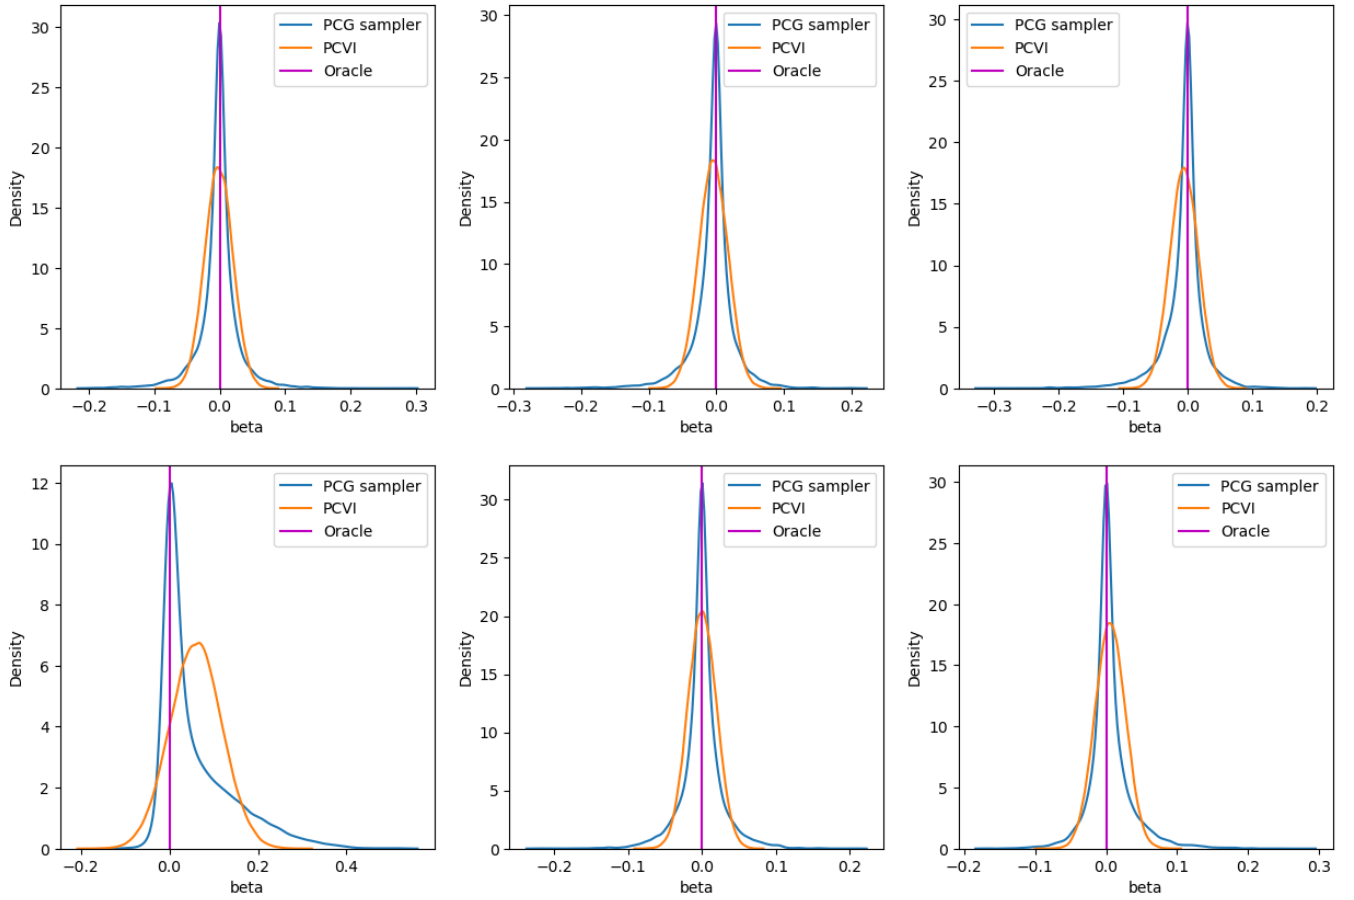 PCG sampler
PCVI
Oracle
Density
30
25
20
15
10
5
0
−0.2 −0.1 0.0 0.1 0.2 0.3
beta
PCG sampler
PCVI
Oracle
Density
30
25
20
15
10
5
0
−0.3 −0.2 −0.1 0.0 0.1 0.2
beta
PCG sampler
PCVI
Oracle
Density
30
25
20
15
10
5
0
−0.3 −0.2 −0.1 0.0 0.1 0.2
beta
PCG sampler
PCVI
Oracle
Density
12
10
8
6
4
2
0
−0.2 0.0 0.2 0.4
beta
PCG sampler
PCVI
Oracle
Density
30
25
20
15
10
5
0
−0.2 −0.1 0.0 0.1 0.2
beta
PCG sampler
PCVI
Oracle
Density
30
25
20
15
10
5
0
−0.2 −0.1 0.0 0.1 0.2 0.3
beta